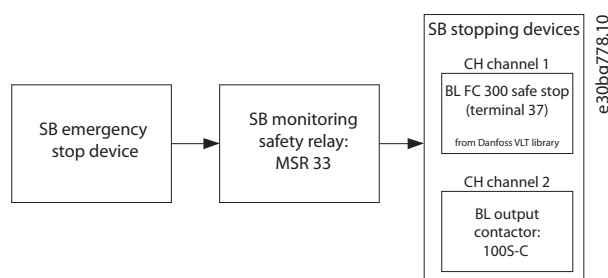 SB emergency
stop device
SB monitoring
safety relay:
MSR 33
SB stopping devices
CH channel 1
BL FC 300 safe stop
(terminal 37)
from Danfoss VLT library
CH channel 2
BL output
contactor:
100S-C
e30bq778.10